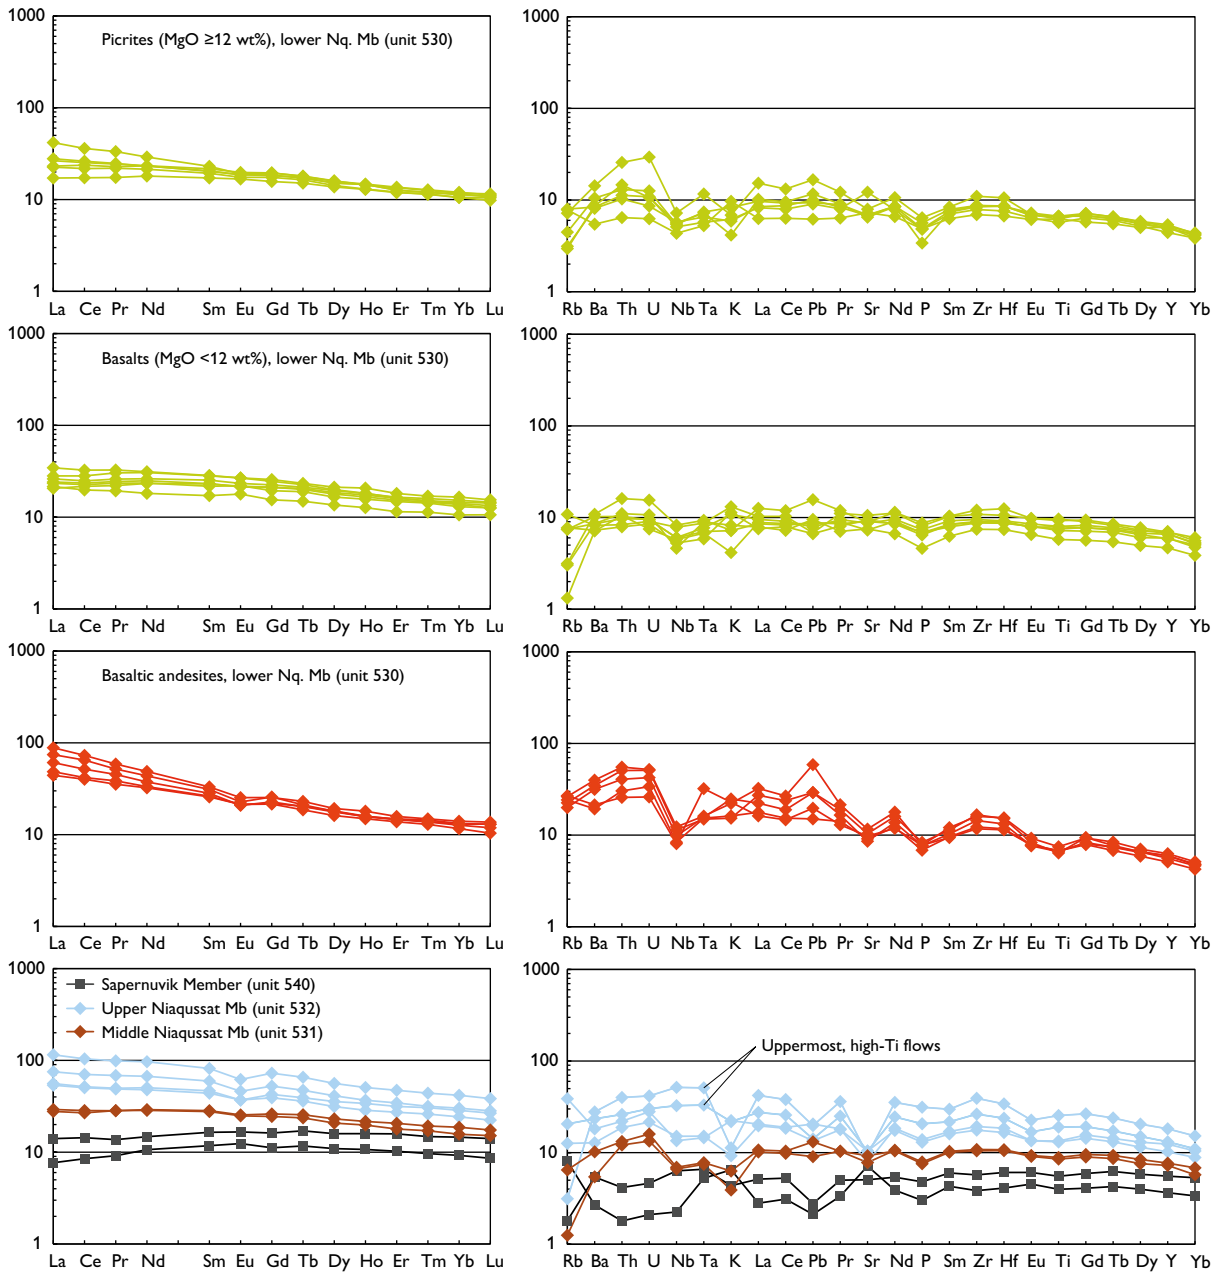 1000
100
10
1
Picrites (MgO ≥12 wt%), lower Nq. Mb (unit 530)
La Ce Pr Nd Sm Eu Gd Tb Dy Ho Er Tm Yb Lu
1000
100
10
1
Rb Ba Th U Nb Ta K La Ce Pb Pr Sr Nd P Sm Zr Hf Eu Ti Gd Tb Dy Y Yb
1000
100
10
1
Basalts (MgO <12 wt%), lower Nq. Mb (unit 530)
La Ce Pr Nd Sm Eu Gd Tb Dy Ho Er Tm Yb Lu
1000
100
10
1
Rb Ba Th U Nb Ta K La Ce Pb Pr Sr Nd P Sm Zr Hf Eu Ti Gd Tb Dy Y Yb
1000
100
10
1
Basaltic andesites, lower Nq. Mb (unit 530)
La Ce Pr Nd Sm Eu Gd Tb Dy Ho Er Tm Yb Lu
1000
100
10
1
Rb Ba Th U Nb Ta K La Ce Pb Pr Sr Nd P Sm Zr Hf Eu Ti Gd Tb Dy Y Yb
1000
100
10
1
Sapernuvik Member (unit 540)
Upper Niaqussat Mb (unit 532)
Middle Niaqussat Mb (unit 531)
La Ce Pr Nd Sm Eu Gd Tb Dy Ho Er Tm Yb Lu
1000
100
10
1
Uppermost, high-Ti flows
Rb Ba Th U Nb Ta K La Ce Pb Pr Sr Nd P Sm Zr Hf Eu Ti Gd Tb Dy Y Yb